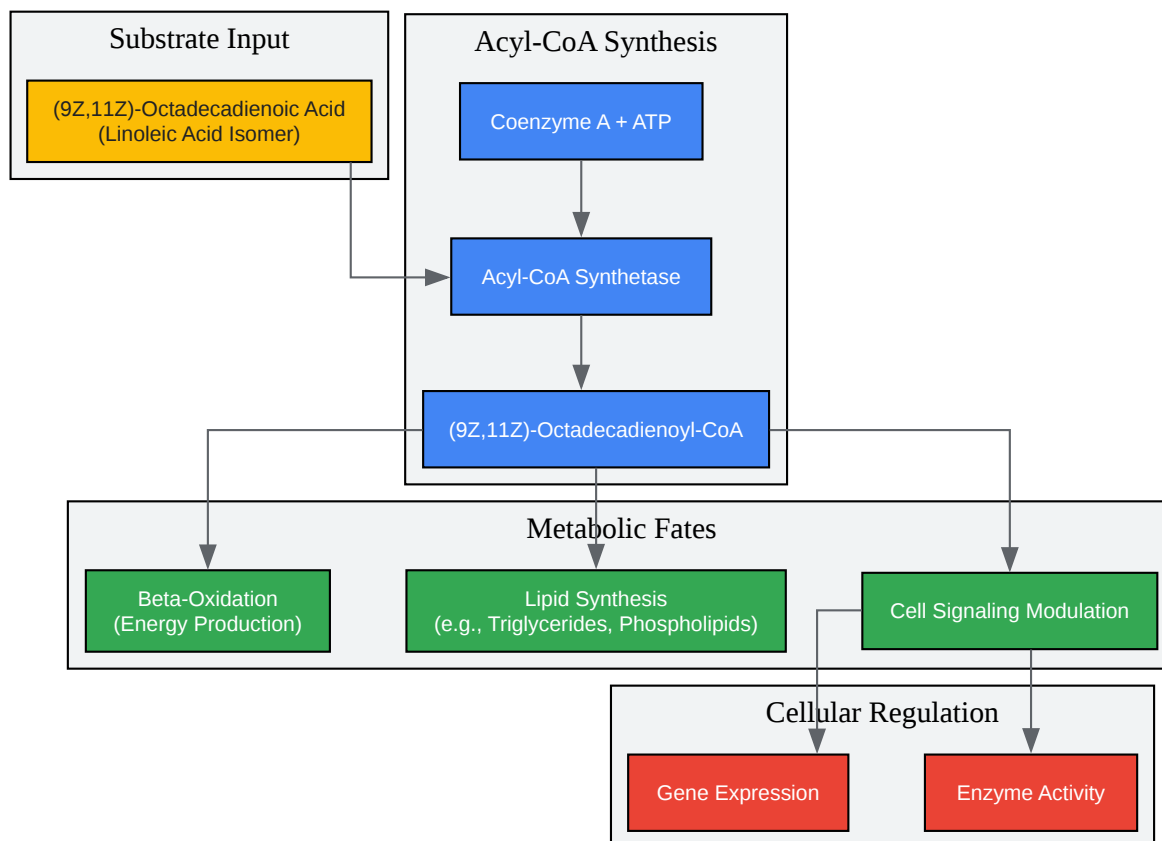 Substrate Input
(9Z,11Z)-Octadecadienoic Acid
(Linoleic Acid Isomer)
Acyl-CoA Synthesis
Coenzyme A + ATP
Acyl-CoA Synthetase
(9Z,11Z)-Octadecadienoyl-CoA
Metabolic Fates
Beta-Oxidation
(Energy Production)
Lipid Synthesis
(e.g., Triglycerides, Phospholipids)
Cell Signaling Modulation
Cellular Regulation
Gene Expression
Enzyme Activity